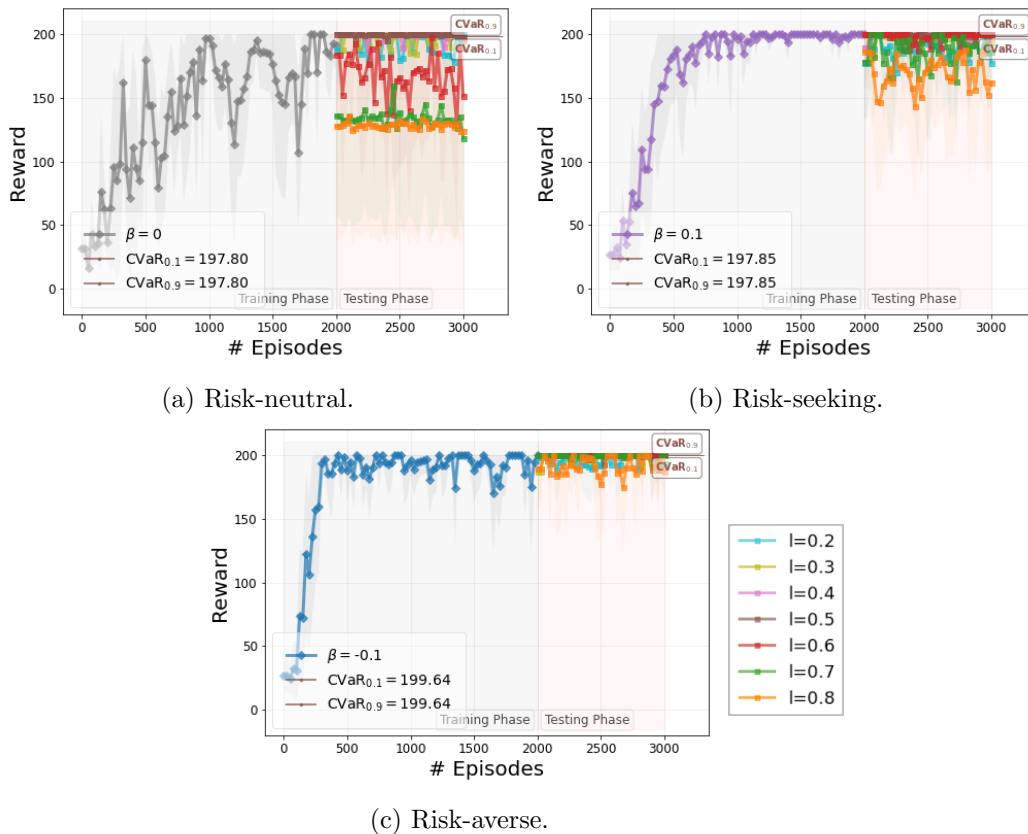 CVaR0.9
CVaR0.1
200
150
100
50
0
Reward
β = 0
CVaR0.1 = 197.80
CVaR0.9 = 197.80
Training Phase
Testing Phase
0 500 1000 1500 2000 2500 3000
# Episodes
(a) Risk-neutral.
CVaR0.9
CVaR0.1
200
150
100
50
0
Reward
β = 0.1
CVaR0.1 = 197.85
CVaR0.9 = 197.85
Training Phase
Testing Phase
0 500 1000 1500 2000 2500 3000
# Episodes
(b) Risk-seeking.
CVaR0.9
CVaR0.1
200
150
100
50
0
Reward
β = -0.1
CVaR0.1 = 199.64
CVaR0.9 = 199.64
Training Phase
Testing Phase
0 500 1000 1500 2000 2500 3000
# Episodes
l=0.2
l=0.3
l=0.4
l=0.5
l=0.6
l=0.7
l=0.8
(c) Risk-averse.